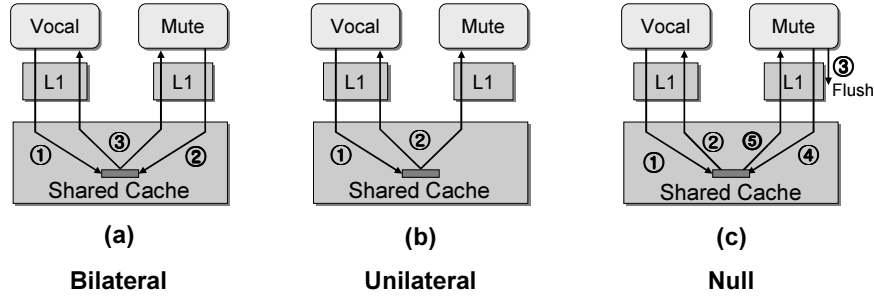 Vocal Mute
L1 L1
③
① ②
Shared Cache
(a)
Bilateral
Vocal Mute
L1 L1
②
①
Shared Cache
(b)
Unilateral
Vocal Mute
③
L1 L1 Flush
② ⑤
① ④
Shared Cache
(c)
Null